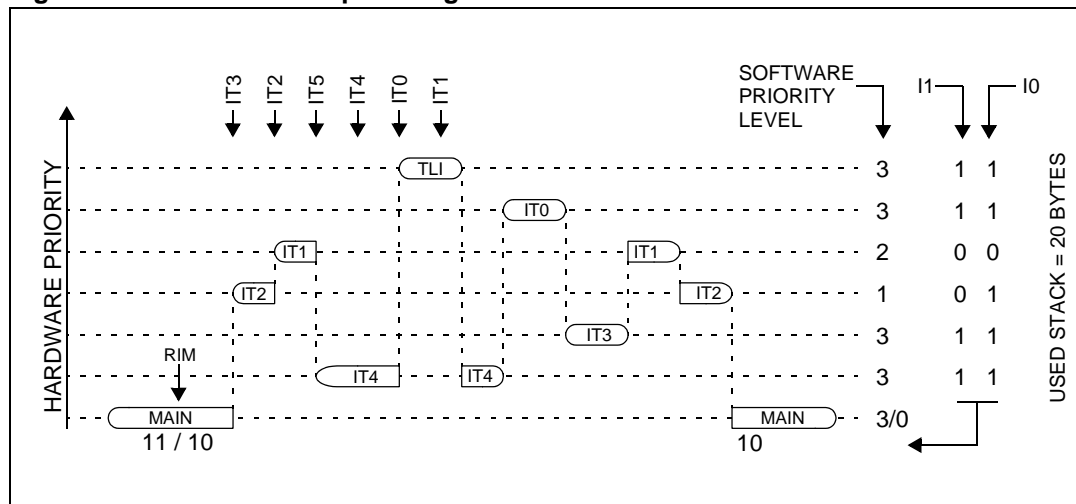 IT3 IT2 IT5 IT4 IT0 IT1
SOFTWARE
PRIORITY
LEVEL
I1 I0
HARDWARE PRIORITY
USED STACK = 20 BYTES
TLI 3 1 1
IT0 3 1 1
IT1 IT1 2 0 0
IT2 IT2 1 0 1
IT3 3 1 1
RIM
IT4 IT4 3 1 1
MAIN MAIN 3/0
11 / 10 10